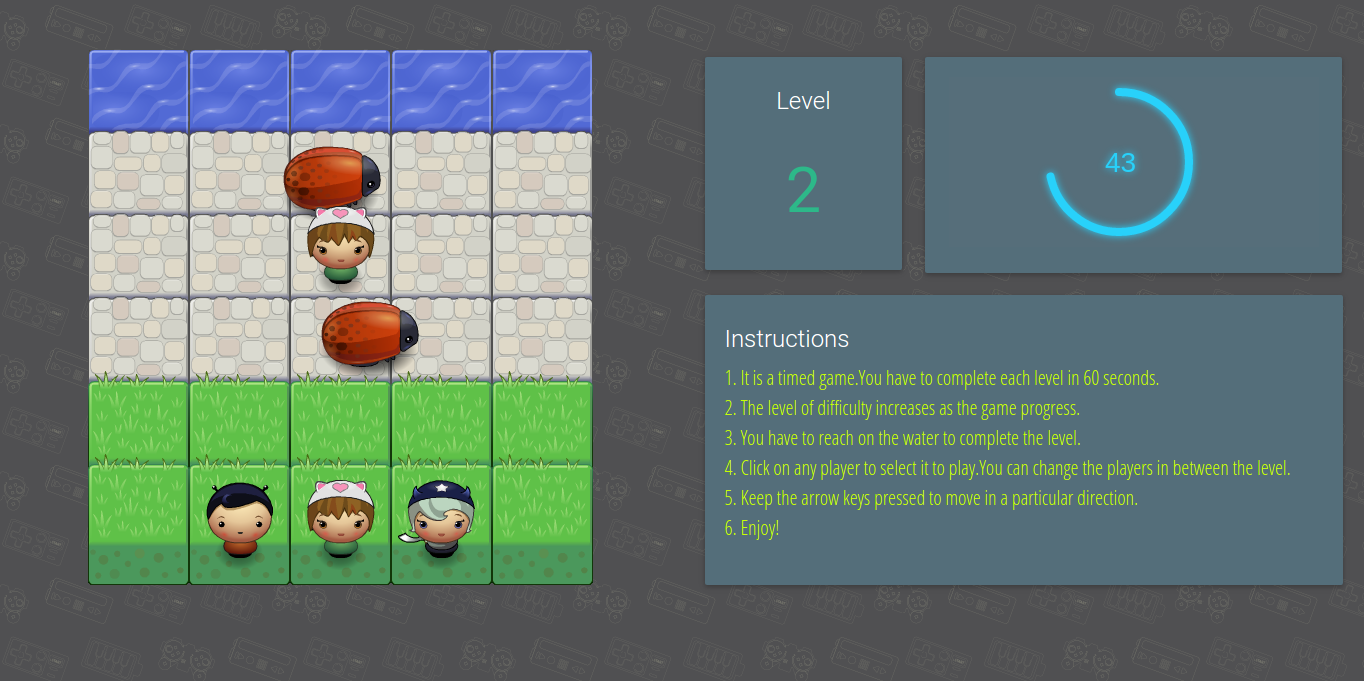 Level
2
43
Instructions
1. It is a timed game.You have to complete each level in 60 seconds.
2. The level of difficulty increases as the game progress.
3. You have to reach on the water to complete the level.
4. Click on any player to select it to play.You can change the players in between the level.
5. Keep the arrow keys pressed to move in a particular direction.
6. Enjoy!